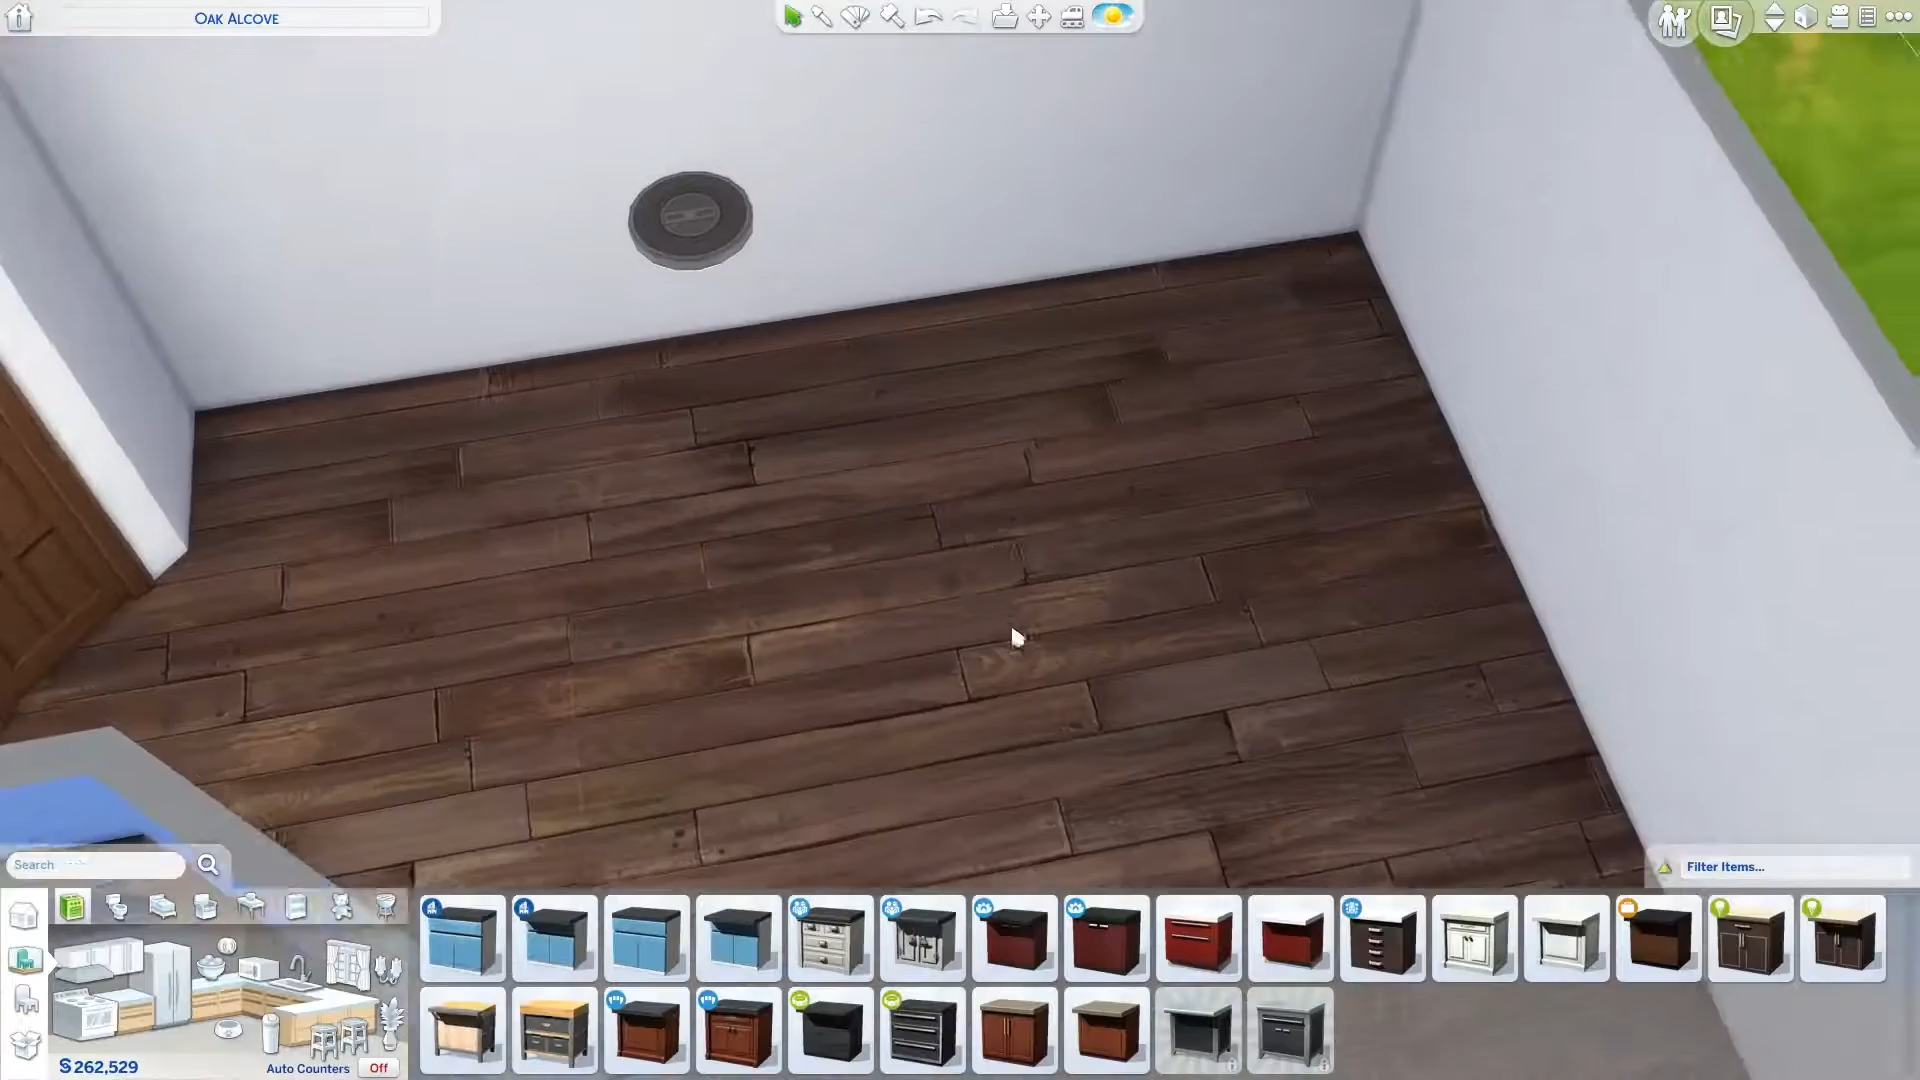 OAK ALCOVE
Search
Filter Items...
§262,529
Auto Counters
Off